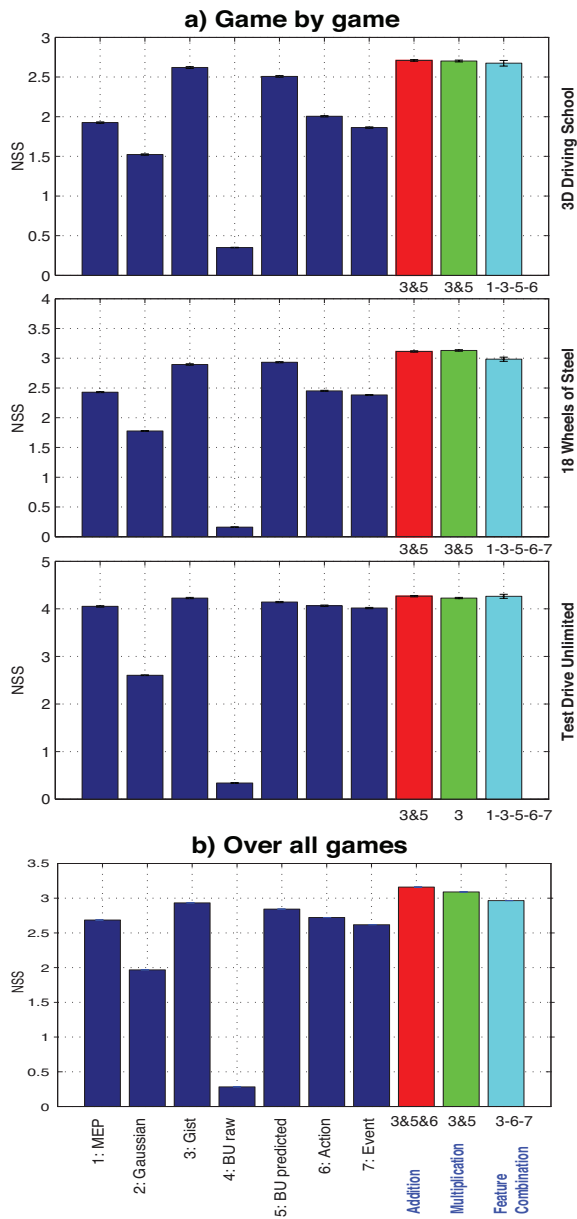 a) Game by game
3
2.5
2
1.5
1
0.5
0
NSS
3D Driving School
3&5
3&5
1-3-5-6
4
3.5
3
2.5
2
1.5
1
0.5
0
NSS
18 Wheels of Steel
3&5
3&5
1-3-5-6-7
5
4
3
2
1
0
NSS
Test Drive Unlimited
3&5
3
1-3-5-6-7
b) Over all games
3.5
3
2.5
2
1.5
1
0.5
0
NSS
1: MEP
2: Gaussian
3: Gist
4: BU raw
5: BU predicted
6: Action
7: Event
3&5&6
3&5
3-6-7
Addition
Multiplication
Feature
Combination